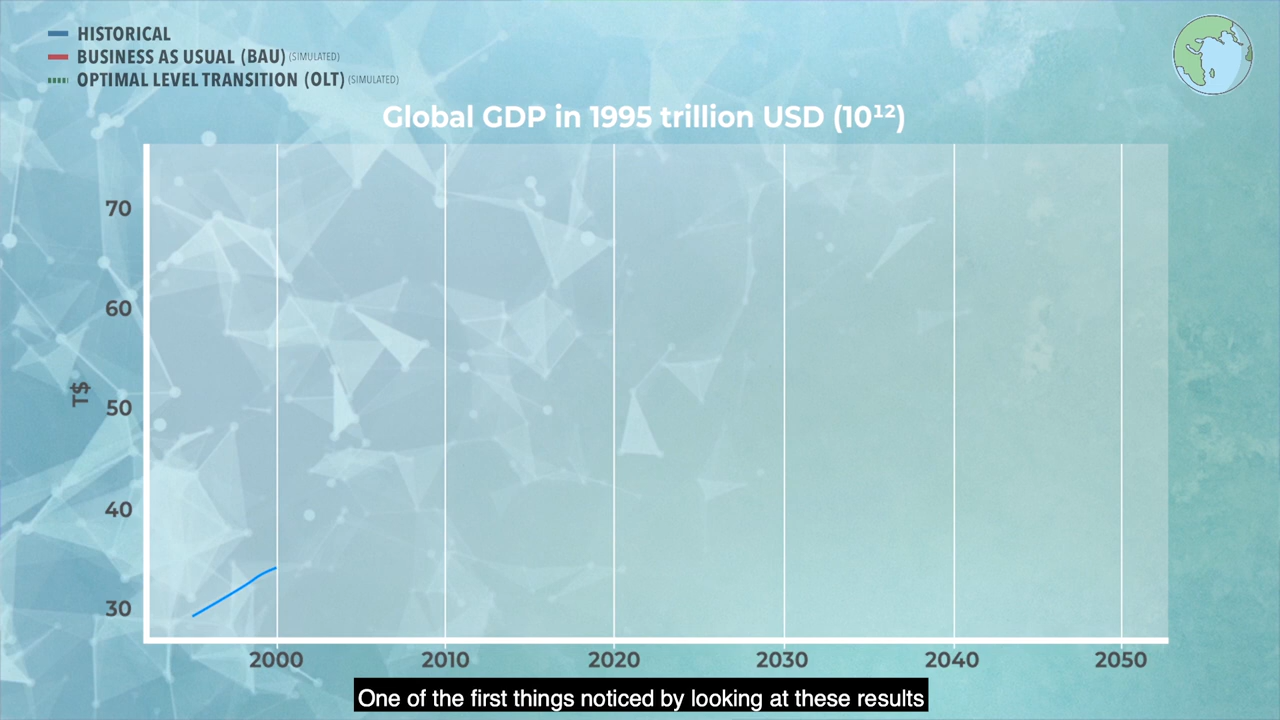 HISTORICAL
BUSINESS AS USUAL (BAU) (SIMULATED)
OPTIMAL LEVEL TRANSITION (OLT) (SIMULATED)
Global GDP in 1995 trillion USD (10¹²)
70
60
T$
50
40
30
2000 2010 2020 2030 2040 2050
One of the first things noticed by looking at these results